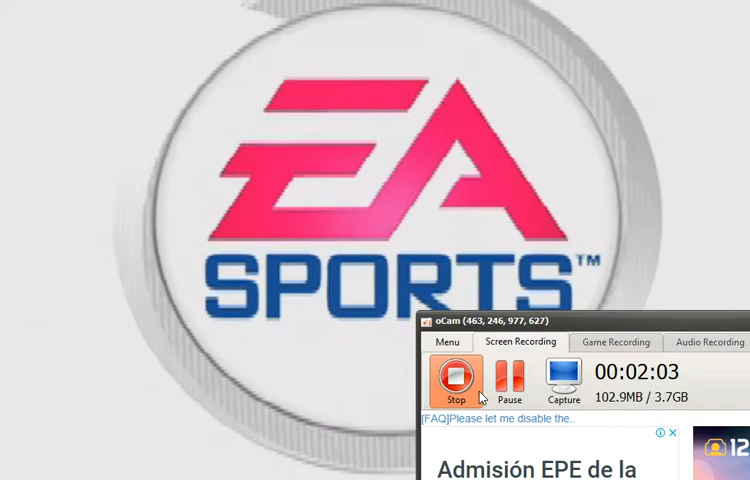 EA
SPORTS™
oCam (463, 246, 977, 627)
Menu Screen Recording Game Recording Audio Recording
Stop Pause Capture
00:02:03
102.9MB / 3.7GB
[FAQ]Please let me disable the..
12
Admisión EPE de la